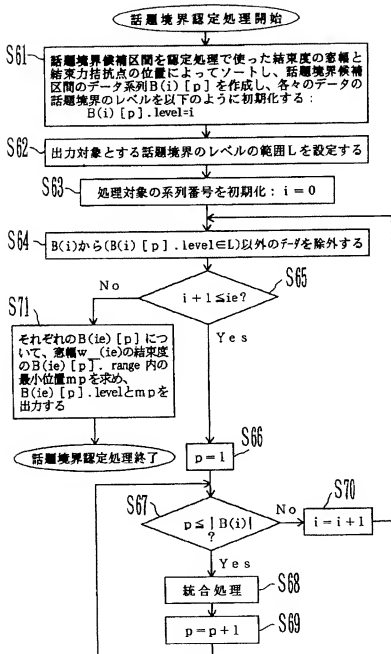 話題境界認定処理開始
S61
話題境界候補区間を認定処理で使った結束度の窓幅と
結束力拮抗点の位置によってソートし、話題境界候補
区間のデータ系列B(i)[p]を作成し、各々のデータの
話題境界のレベルを以下のように初期化する:
B(i)[p].level=i
S62
出力対象とする話題境界のレベルの範囲Lを設定する
S63
処理対象の系列番号を初期化:i=0
S64
B(i)から(B(i)[p].level∈L)以外のデータを除外する
S65
i+1≦ie?
No
Yes
S71
それぞれのB(ie)[p]につ
いて、窓幅w_(ie)の結束度
のB(ie)[p].range内の
最小位置mpを求め、
B(ie)[p].levelとmpを
出力する
話題境界認定処理終了
S66
p=1
S67
p≦|B(i)|
?
No
Yes
S70
i=i+1
S68
統合処理
S69
p=p+1